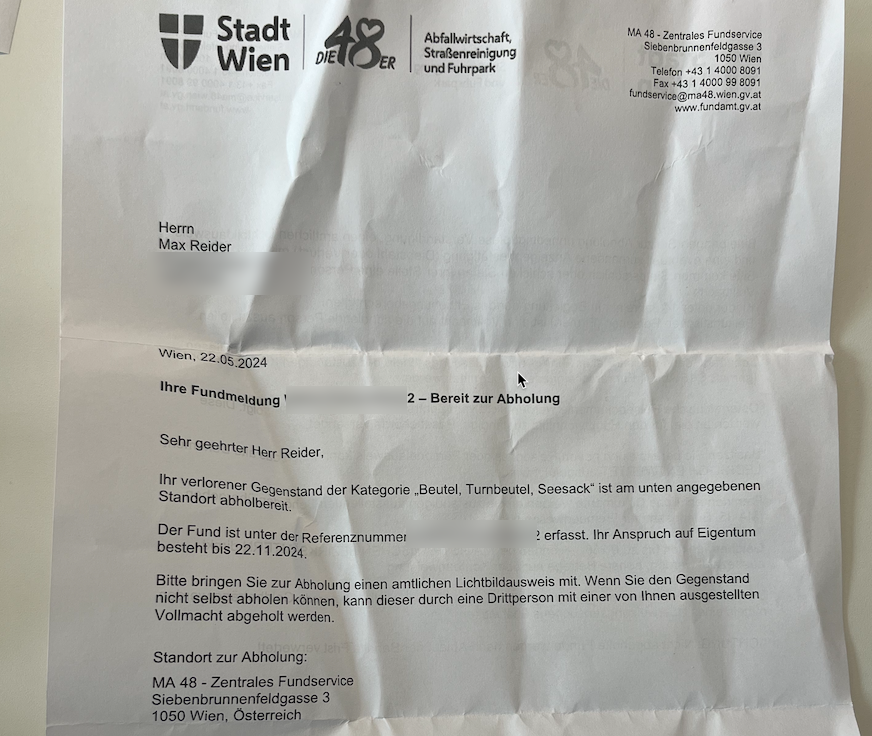 Stadt
Wien
DIE 48ER
Abfallwirtschaft,
Straßenreinigung
und Fuhrpark
MA 48 - Zentrales Fundservice
Siebenbrunnenfeldgasse 3
1050 Wien
Telefon +43 1 4000 8091
Fax +43 1 4000 99 8091
fundservice@ma48.wien.gv.at
www.fundamt.gv.at
Herrn
Max Reider
Wien, 22.05.2024
Ihre Fundmeldung 2 – Bereit zur Abholung
Sehr geehrter Herr Reider,
Ihr verlorener Gegenstand der Kategorie „Beutel, Turnbeutel, Seesack“ ist am unten angegebenen
Standort abholbereit.
Der Fund ist unter der Referenznummer 2 erfasst. Ihr Anspruch auf Eigentum
besteht bis 22.11.2024.
Bitte bringen Sie zur Abholung einen amtlichen Lichtbildausweis mit. Wenn Sie den Gegenstand
nicht selbst abholen können, kann dieser durch eine Drittperson mit einer von Ihnen ausgestellten
Vollmacht abgeholt werden.
Standort zur Abholung:
MA 48 - Zentrales Fundservice
Siebenbrunnenfeldgasse 3
1050 Wien, Österreich